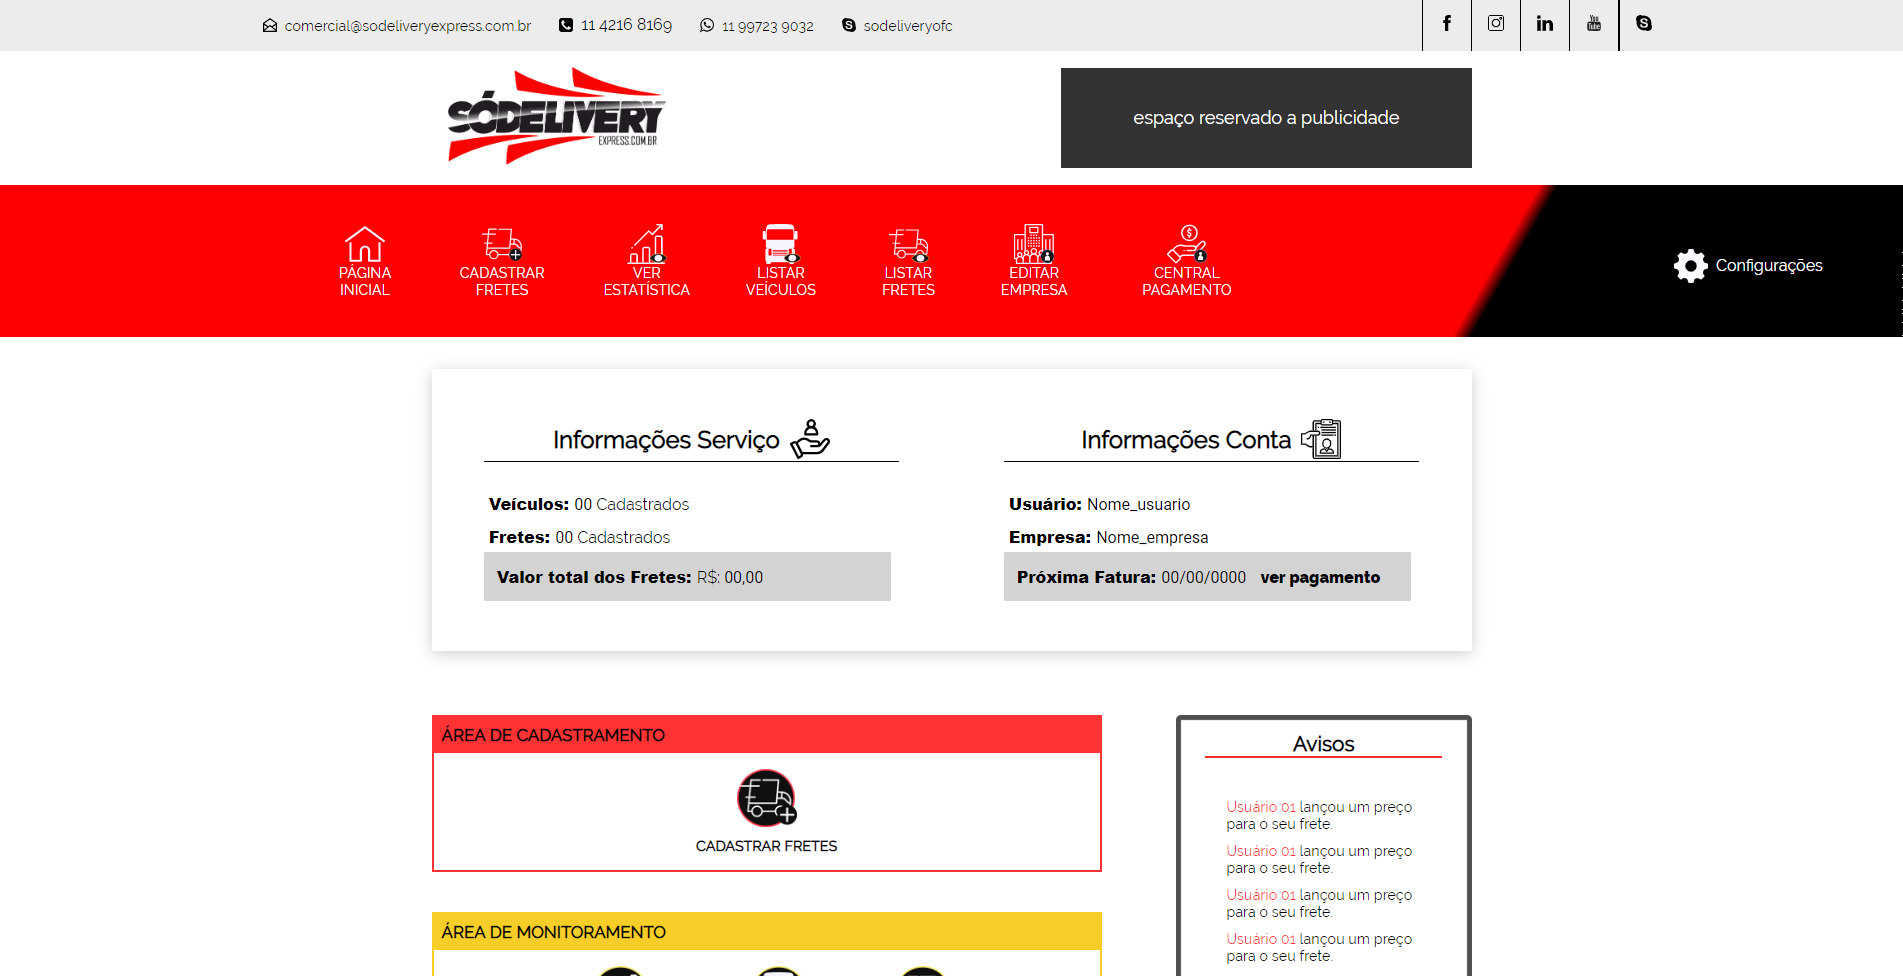 comercial@sodeliveryexpress.com.br 11 4216 8169 11 99723 9032 sodeliveryofc
SÓDELIVERY
EXPRESS.COM.BR
espaço reservado a publicidade
PÁGINA INICIAL
CADASTRAR FRETES
VER ESTATÍSTICA
LISTAR VEÍCULOS
LISTAR FRETES
EDITAR EMPRESA
CENTRAL PAGAMENTO
Configurações
Informações Serviço
Veículos: 00 Cadastrados
Fretes: 00 Cadastrados
Valor total dos Fretes: R$: 00,00
Informações Conta
Usuário: Nome_usuario
Empresa: Nome_empresa
Próxima Fatura: 00/00/0000 ver pagamento
ÁREA DE CADASTRAMENTO
CADASTRAR FRETES
ÁREA DE MONITORAMENTO
Avisos
Usuário 01 lançou um preço
para o seu frete.
Usuário 01 lançou um preço
para o seu frete.
Usuário 01 lançou um preço
para o seu frete.
Usuário 01 lançou um preço
para o seu frete.